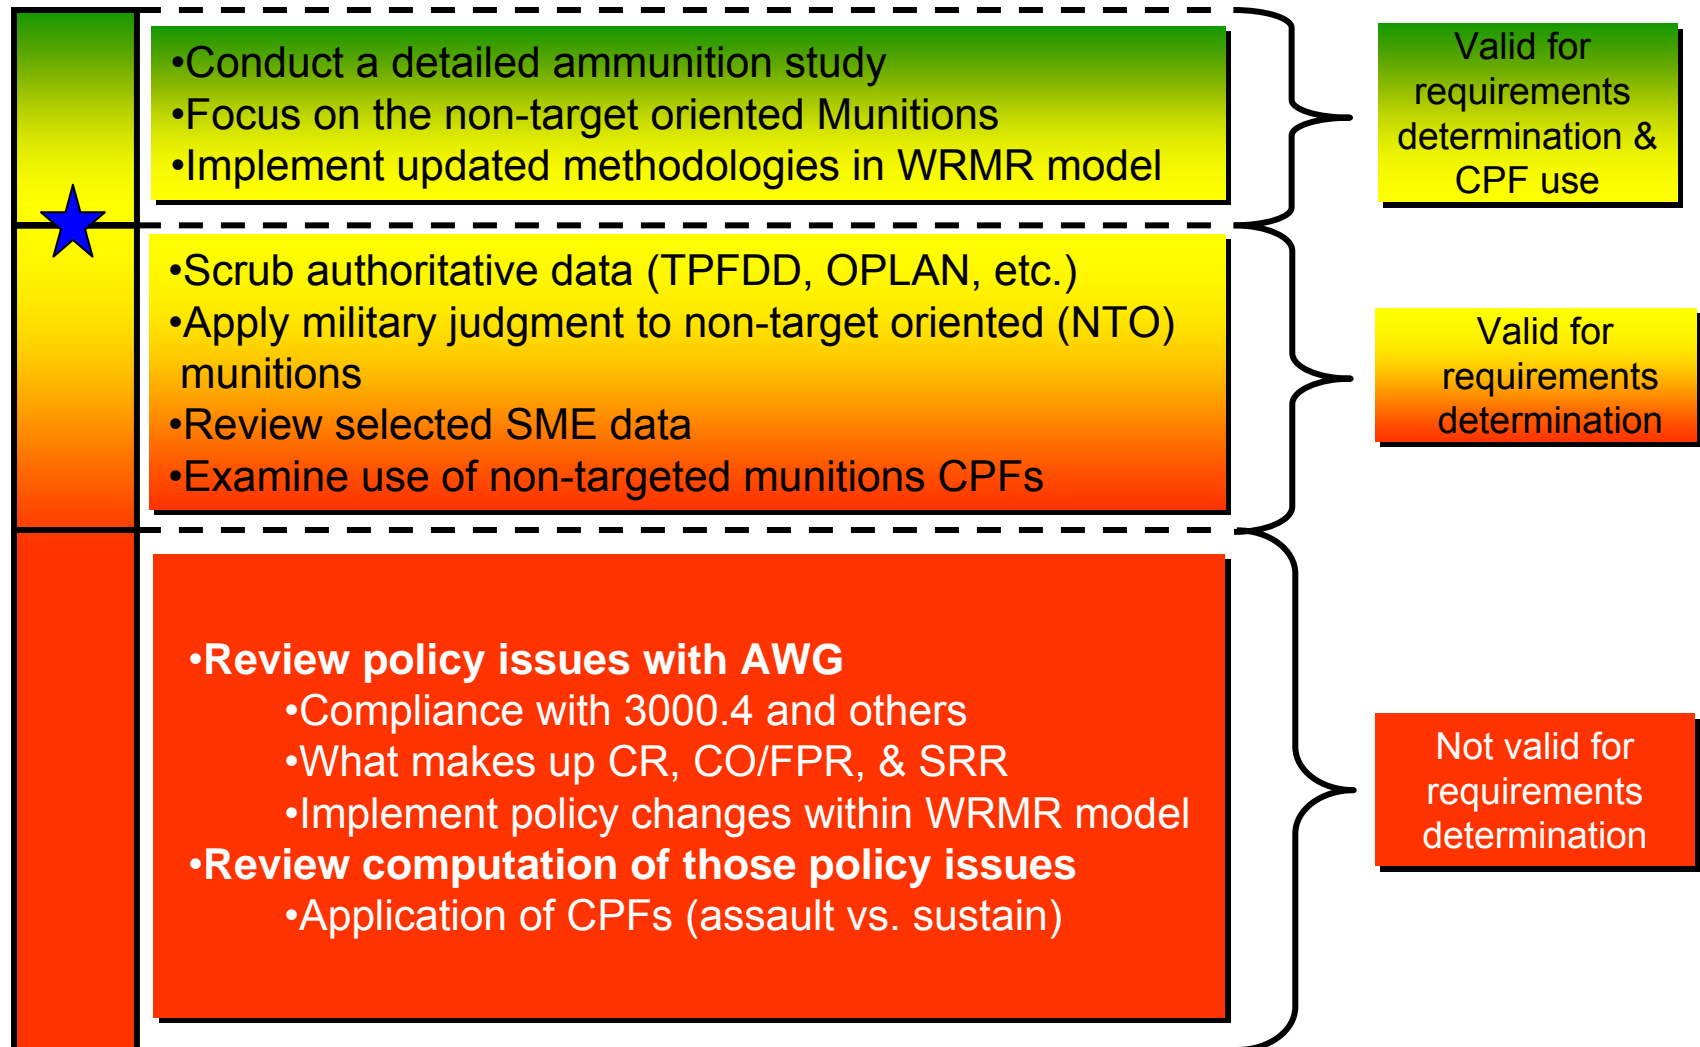 •Conduct a detailed ammunition study
•Focus on the non-target oriented Munitions
•Implement updated methodologies in WRMR model
Valid for
requirements
determination &
CPF use
•Scrub authoritative data (TPFDD, OPLAN, etc.)
•Apply military judgment to non-target oriented (NTO)
munitions
•Review selected SME data
•Examine use of non-targeted munitions CPFs
Valid for
requirements
determination
•Review policy issues with AWG
•Compliance with 3000.4 and others
•What makes up CR, CO/FPR, & SRR
•Implement policy changes within WRMR model
•Review computation of those policy issues
•Application of CPFs (assault vs. sustain)
Not valid for
requirements
determination